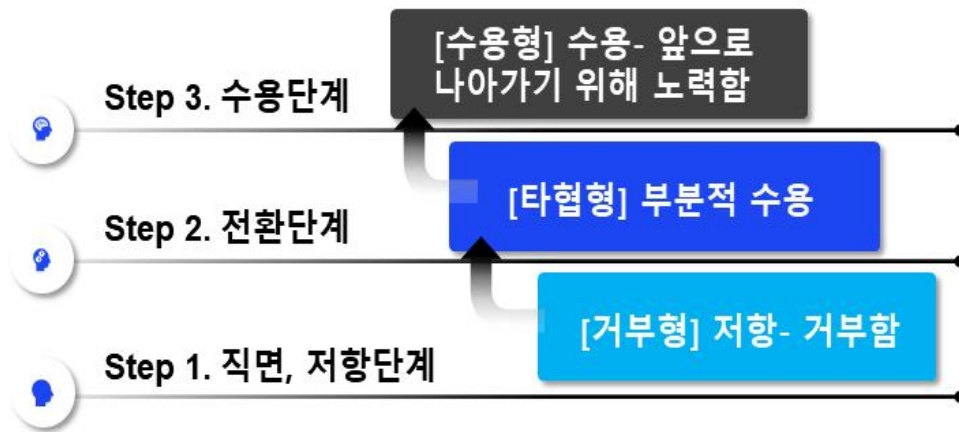 [수용형] 수용- 앞으로
나아가기 위해 노력함
Step 3. 수용단계
[타협형] 부분적 수용
Step 2. 전환단계
[거부형] 저항- 거부함
Step 1. 직면, 저항단계